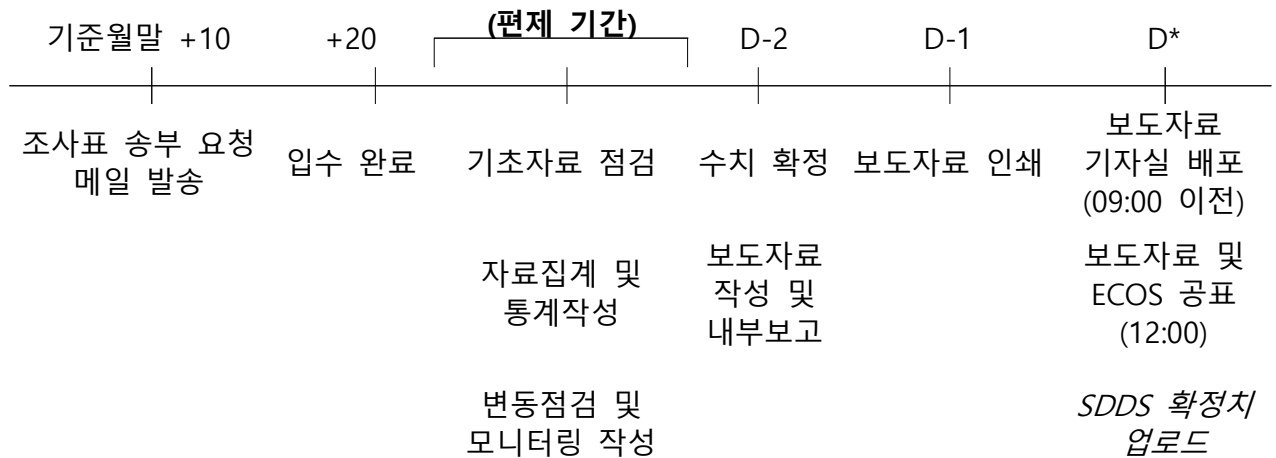 기준월말 +10
+20
(편제 기간)
D-2
D-1
D*
조사표 송부 요청
메일 발송
입수 완료
기초자료 점검
수치 확정
보도자료 인쇄
보도자료
기자실 배포
(09:00 이전)
자료집계 및
통계작성
보도자료
작성 및
내부보고
보도자료 및
ECOS 공표
(12:00)
변동점검 및
모니터링 작성
SDDS 확정치
업로드